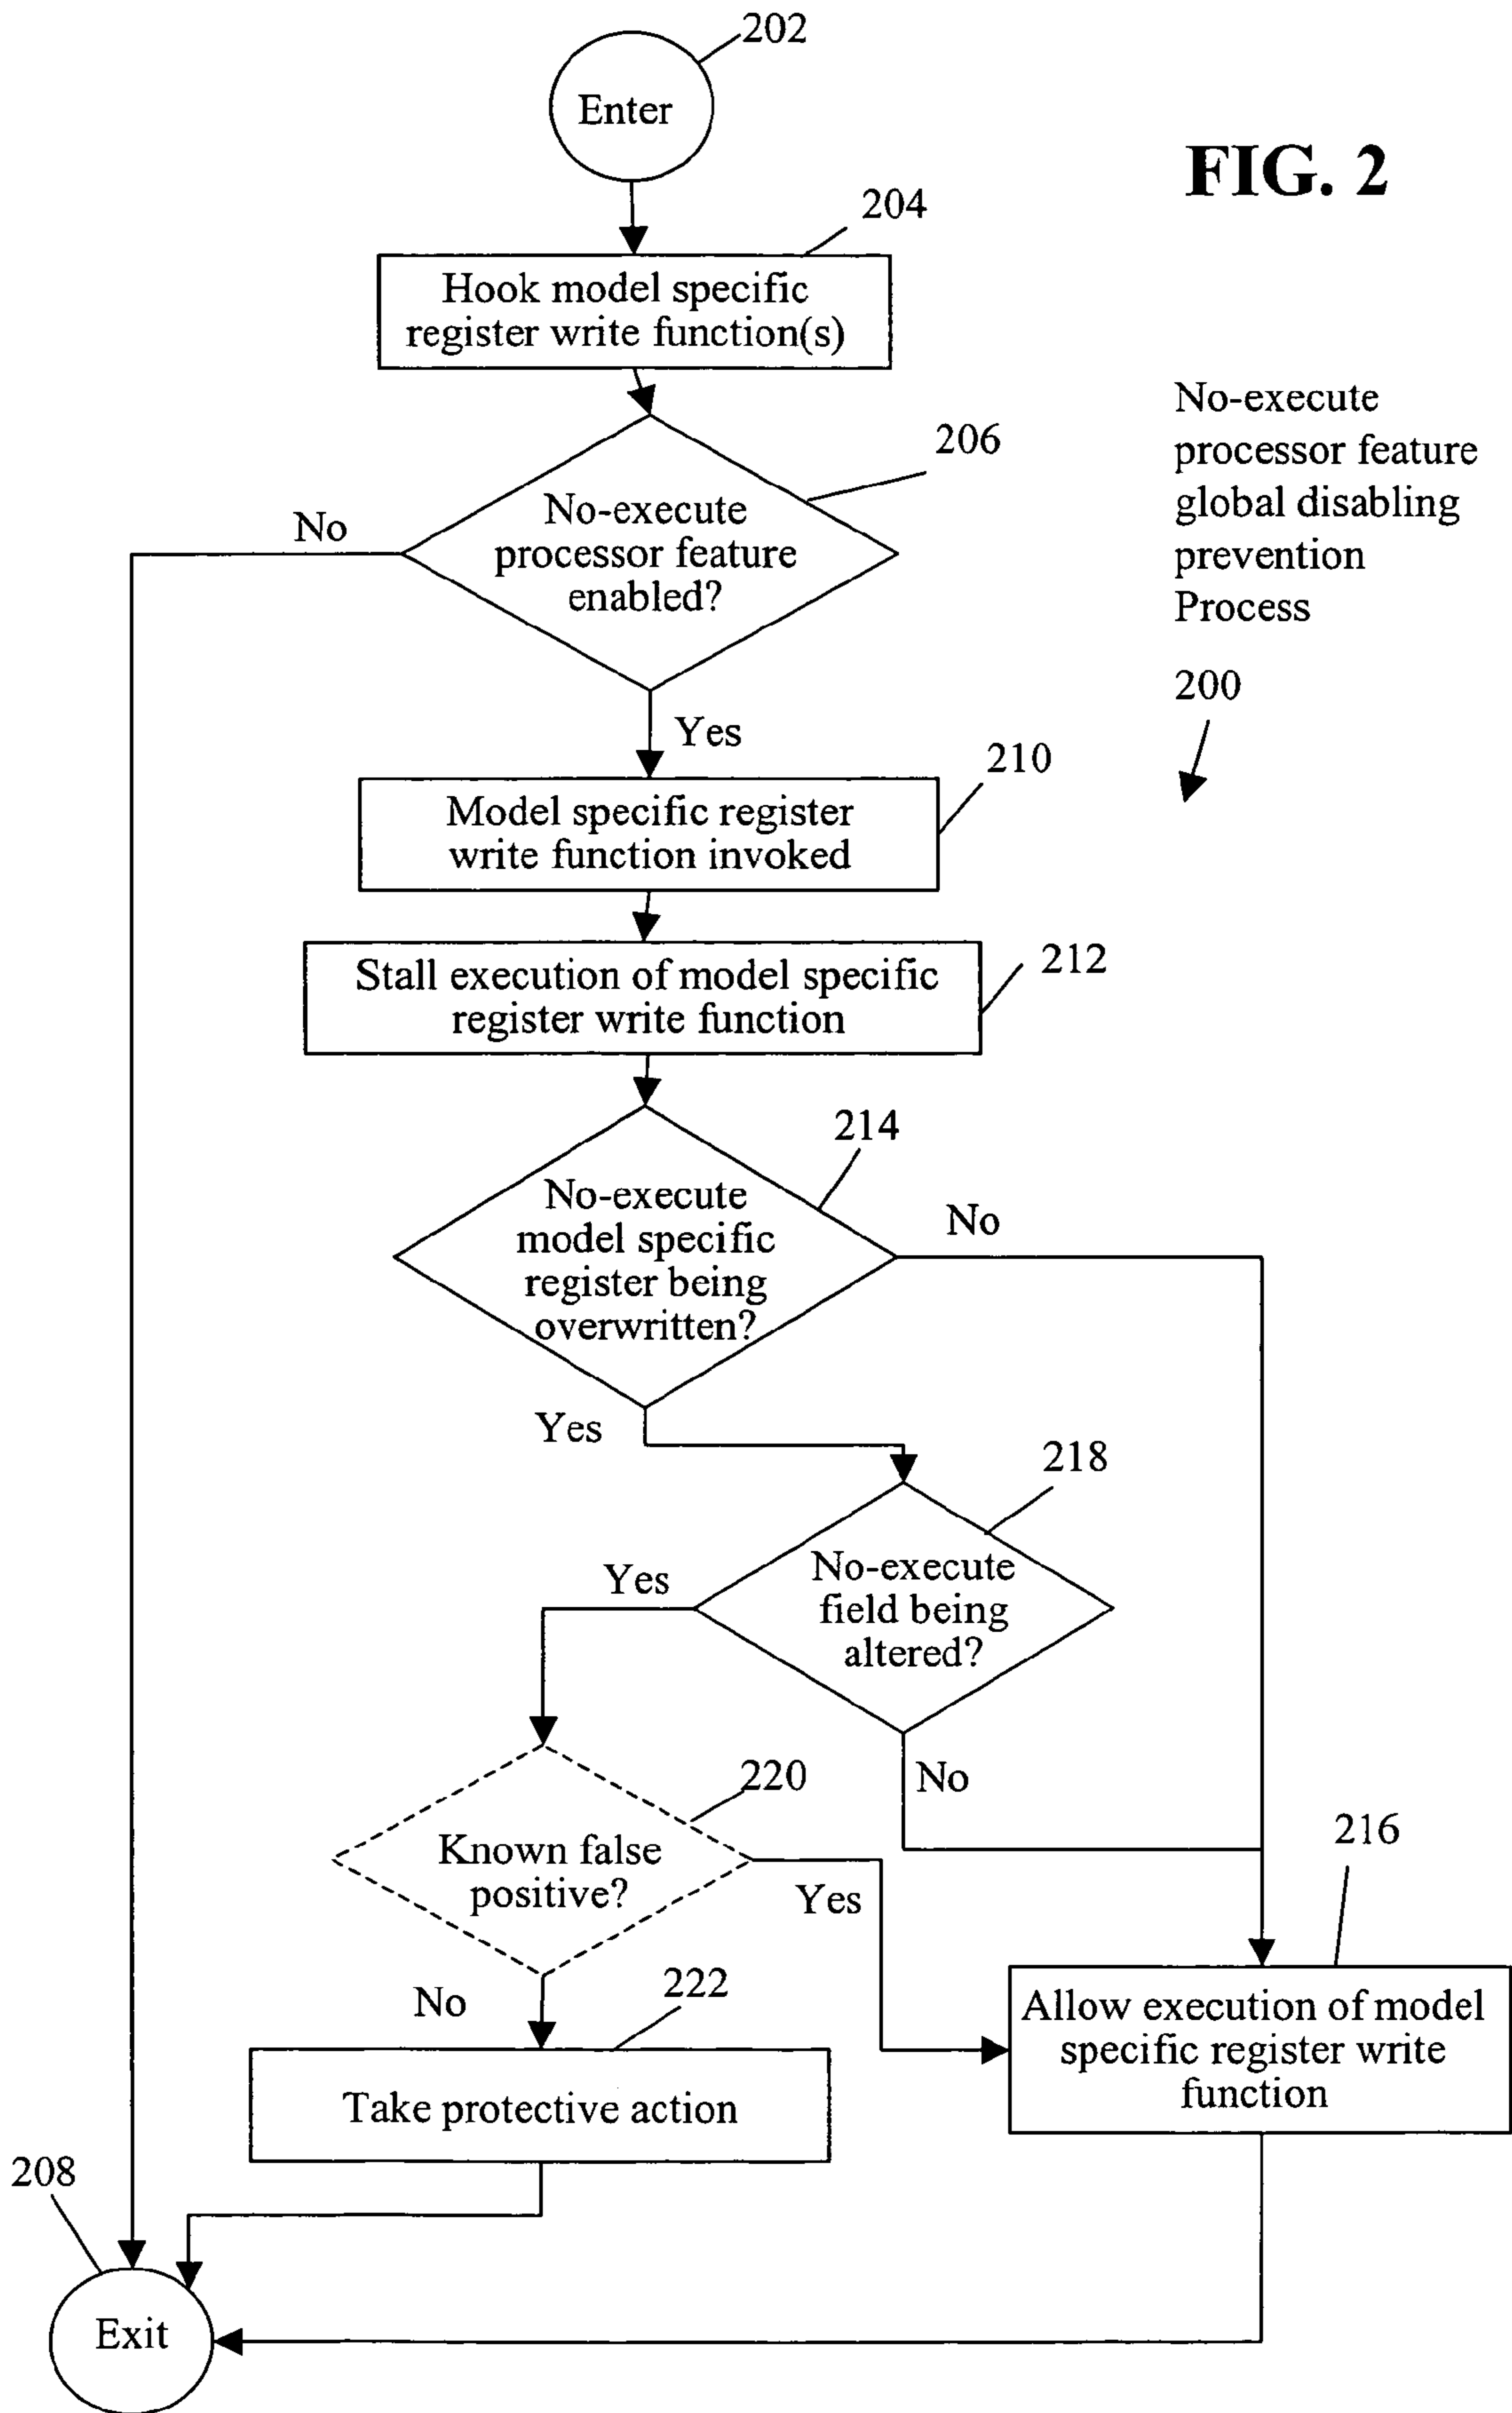 202
Enter
FIG. 2
204
Hook model specific
register write function(s)
No-execute
processor feature
global disabling
prevention
Process
200
206
No-execute
processor feature
enabled?
No
Yes
210
Model specific register
write function invoked
212
Stall execution of model specific
register write function
214
No-execute
model specific
register being
overwritten?
No
Yes
218
No-execute
field being
altered?
Yes
No
220
Known false
positive?
Yes
No
216
Allow execution of model
specific register write
function
222
Take protective action
208
Exit